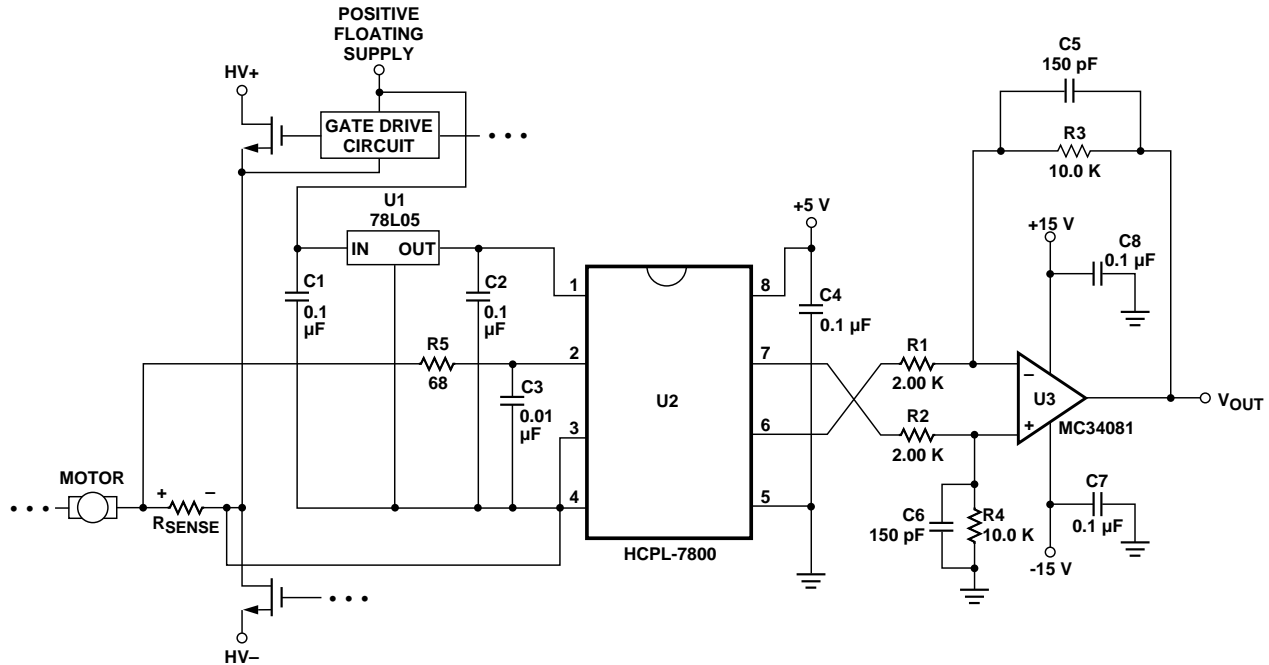 POSITIVE
FLOATING
SUPPLY
HV+
GATE DRIVE
CIRCUIT
• • •
U1
78L05
IN
OUT
C1
0.1
µF
C2
0.1
µF
R5
68
C3
0.01
µF
MOTOR
• • •
+
–
RSENSE
• • •
HV–
1
2
3
4
8
7
6
5
U2
HCPL-7800
+5 V
C4
0.1 µF
R1
2.00 K
R2
2.00 K
C5
150 pF
R3
10.0 K
+15 V
C8
0.1 µF
–
+
U3
MC34081
VOUT
C6
150 pF
R4
10.0 K
C7
0.1 µF
-15 V